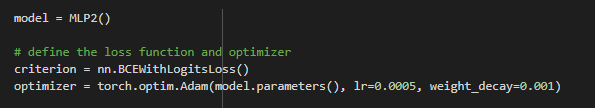 model = MLP2()
# define the loss function and optimizer
criterion = nn.BCEWithLogitsLoss()
optimizer = torch.optim.Adam(model.parameters(), lr=0.0005, weight_decay=0.001)